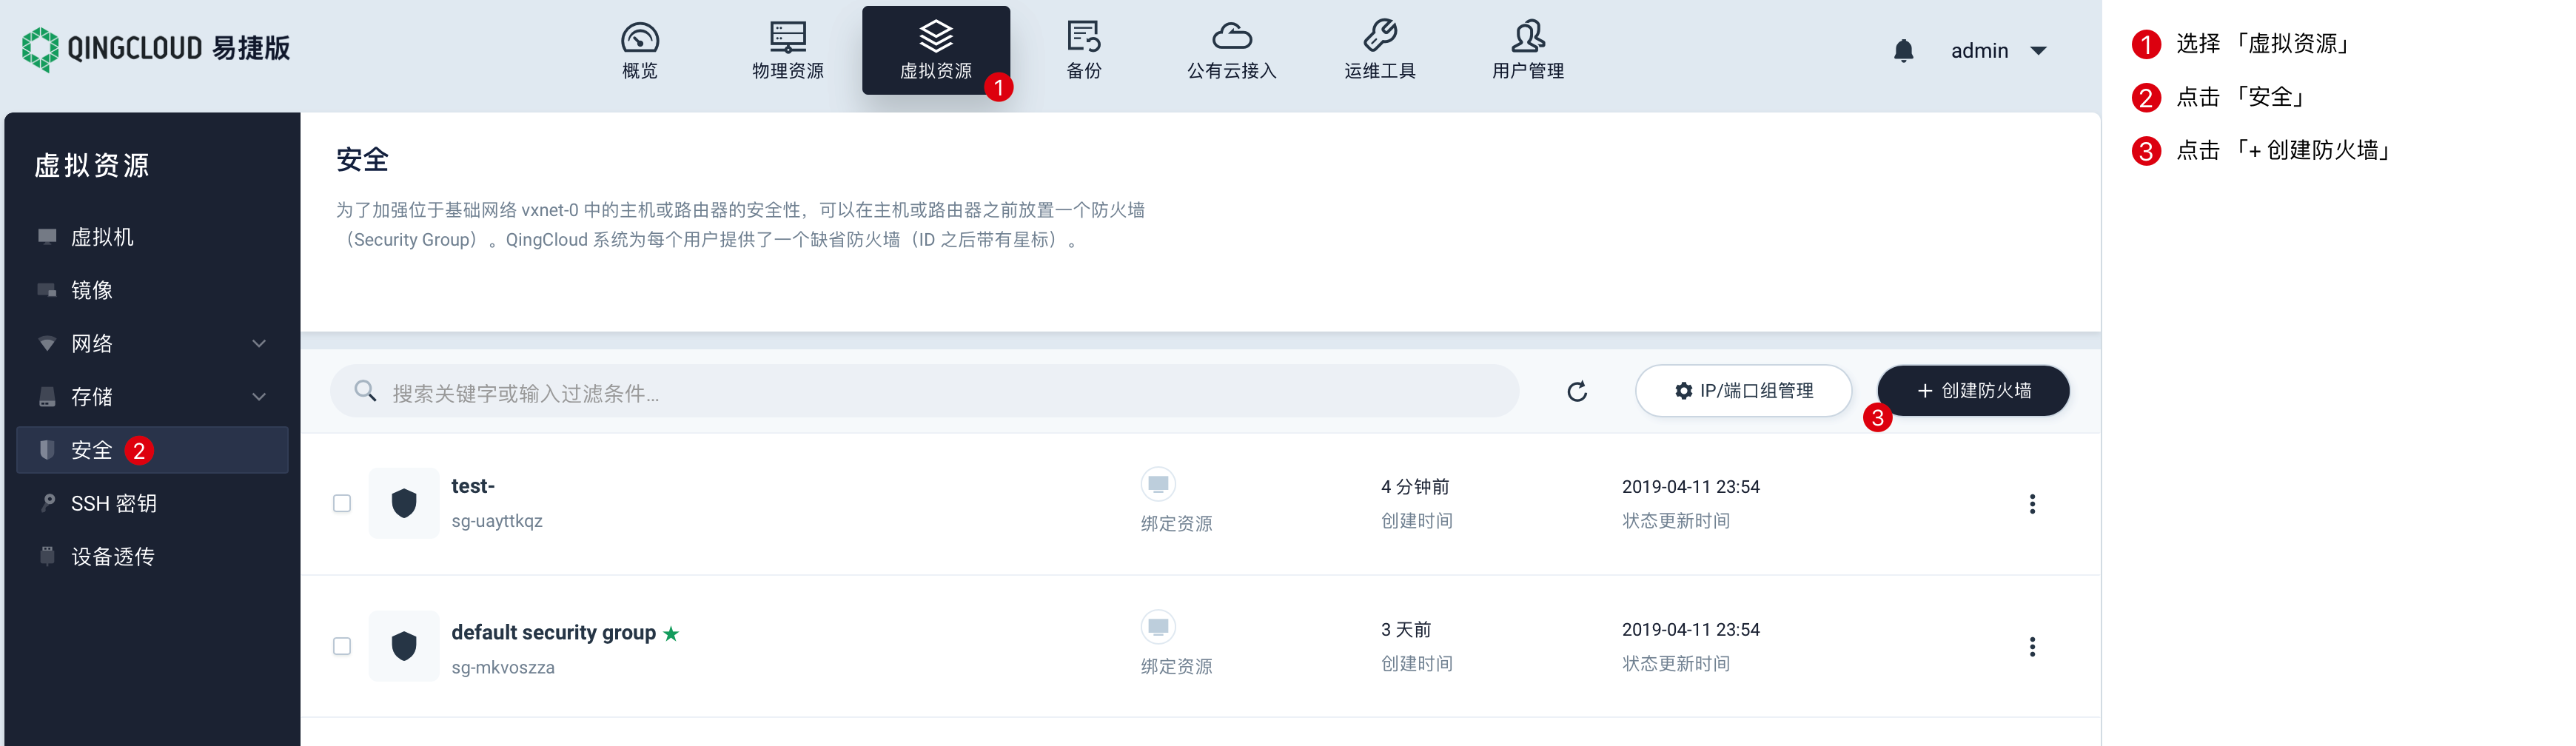 QINGCLOUD 易捷版
概览
物理资源
虚拟资源
1
备份
公有云接入
运维工具
用户管理
admin
1 选择 「虚拟资源」
2 点击 「安全」
3 点击 「+ 创建防火墙」
虚拟资源
虚拟机
镜像
网络
存储
安全 2
SSH 密钥
设备透传
安全
为了加强位于基础网络 vxnet-0 中的主机或路由器的安全性，可以在主机或路由器之前放置一个防火墙
（Security Group）。QingCloud 系统为每个用户提供了一个缺省防火墙（ID 之后带有星标）。
搜索关键字或输入过滤条件...
IP/端口组管理
+ 创建防火墙
3
test-
sg-uayttkqz
绑定资源
4 分钟前
创建时间
2019-04-11 23:54
状态更新时间
default security group ★
sg-mkvoszza
绑定资源
3 天前
创建时间
2019-04-11 23:54
状态更新时间